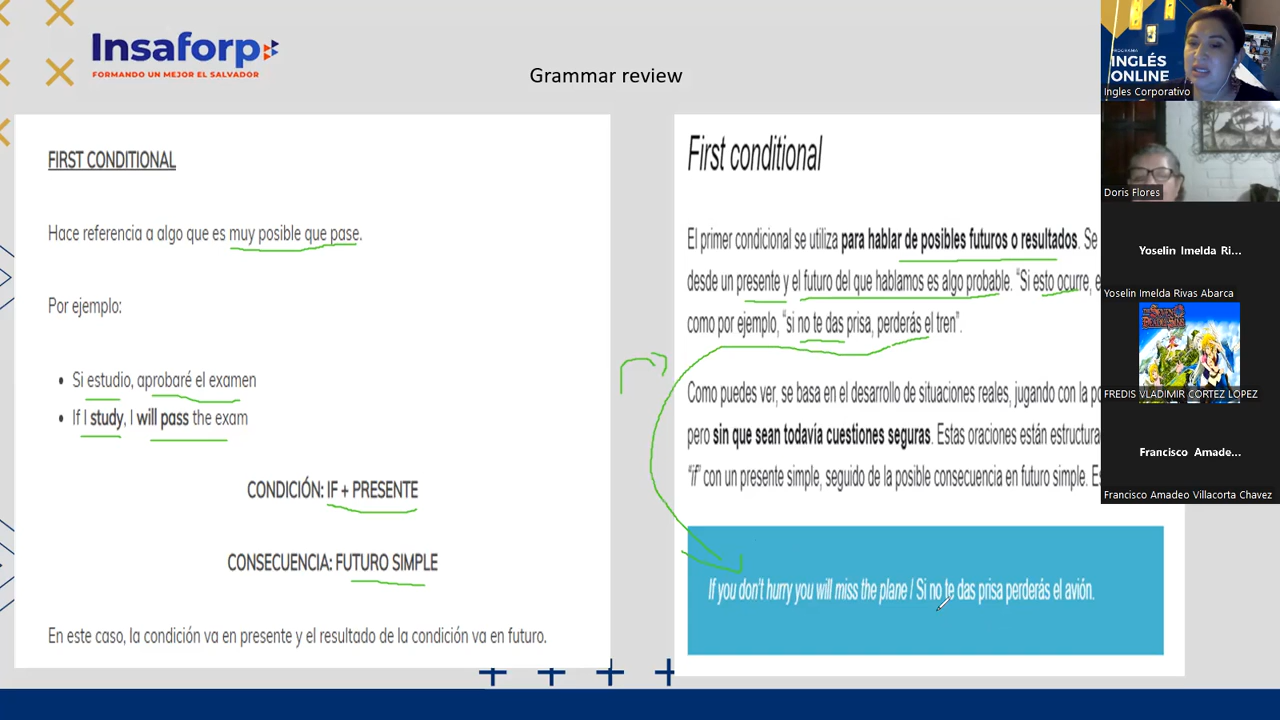 Insaforp
FORMANDO UN MEJOR EL SALVADOR
Grammar review
FIRST CONDITIONAL
Hace referencia a algo que es muy posible que pase.
Por ejemplo:
• Si estudio, aprobaré el examen
• If I study, I will pass the exam
CONDICIÓN: IF + PRESENTE
CONSECUENCIA: FUTURO SIMPLE
En este caso, la condición va en presente y el resultado de la condición va en futuro.
First conditional
El primer condicional se utiliza para hablar de posibles futuros o resultados. Se
desde un presente y el futuro del que hablamos es algo probable. “Si esto ocurre,
como por ejemplo, “si no te das prisa, perderás el tren”.
Como puedes ver, se basa en el desarrollo de situaciones reales, jugando con la
pero sin que sean todavía cuestiones seguras. Estas oraciones están
“if” con un presente simple, seguido de la posible consecuencia en futuro simple.
If you don't hurry you will miss the plane / Si no te das prisa perderás el avión.
PROGRAMA
INGLÉS
ONLINE
Ingles Corporativo
Doris Flores
Yoselin Imelda Ri...
Yoselin Imelda Rivas Abarca
FREDIS VLADIMIR CORTEZ LOPEZ
Francisco Amade...
Francisco Amadeo Villacorta Chavez